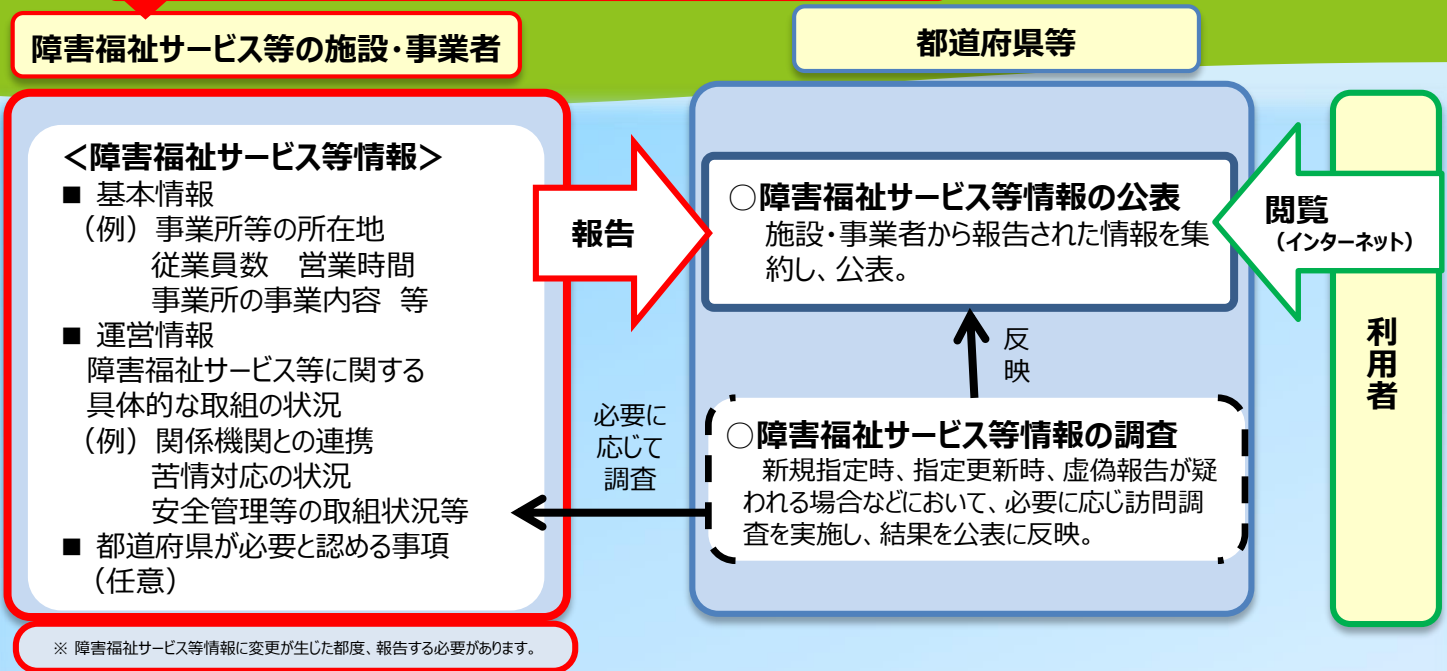 障害福祉サービス等の施設・事業者
<障害福祉サービス等情報>
■ 基本情報
(例) 事業所等の所在地
従業員数 営業時間
事業所の事業内容 等
■ 運営情報
障害福祉サービス等に関する
具体的な取組の状況
(例) 関係機関との連携
苦情対応の状況
安全管理等の取組状況等
■ 都道府県が必要と認める事項
(任意)
※ 障害福祉サービス等情報に変更が生じた都度、報告する必要があります。
報告
必要に
応じて
調査
都道府県等
○障害福祉サービス等情報の公表
施設・事業者から報告された情報を集
約し、公表。
反
映
○障害福祉サービス等情報の調査
新規指定時、指定更新時、虚偽報告が疑
われる場合などにおいて、必要に応じ訪問調
査を実施し、結果を公表に反映。
閲覧
(インターネット)
利
用
者